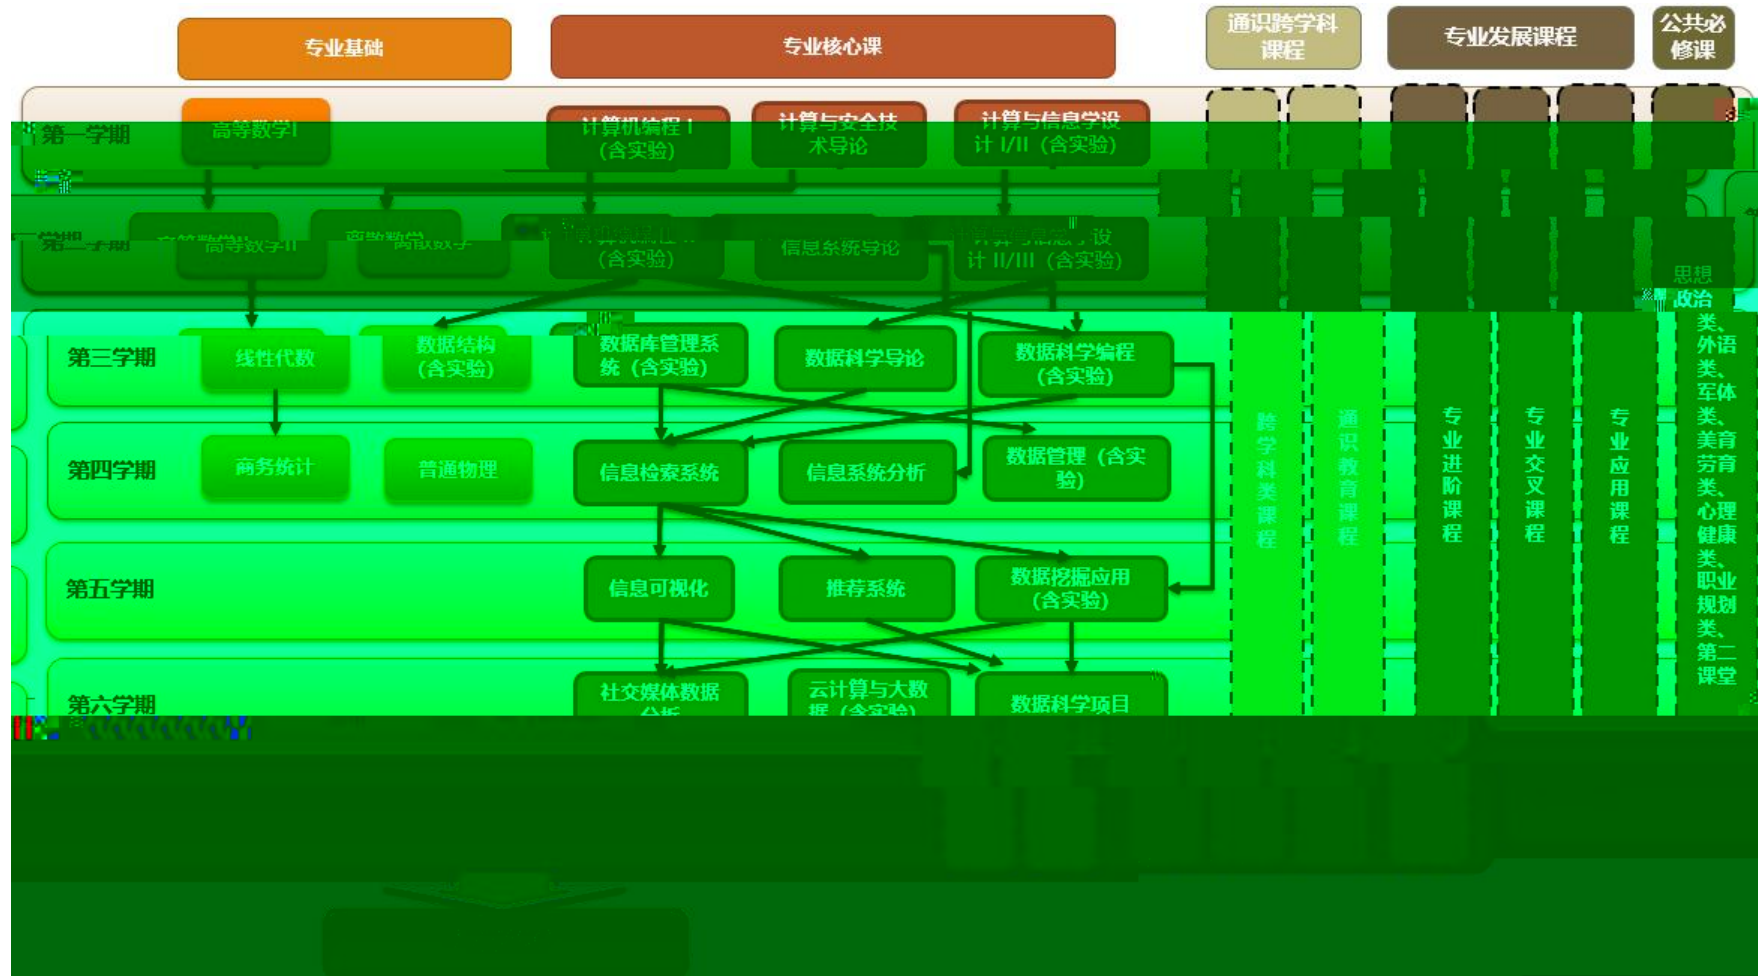 专业基础
专业核心课
通识跨学科
课程
专业发展课程
公共必
修课
第一学期
高等数学I
计算机编程 I
(含实验)
计算与安全技
术导论
计算与信息学设
计 I/II（含实验）
高等数学II
离散数学
(含实验)
信息系统导论
计 II/III（含实验）
第三学期
线性代数
数据结构
(含实验)
数据库管理系
统（含实验）
数据科学导论
数据科学编程
(含实验)
第四学期
商务统计
普通物理
信息检索系统
信息系统分析
数据管理（含实
验）
第五学期
信息可视化
推荐系统
数据挖掘应用
(含实验)
第六学期
社交媒体数据
云计算与大数
据（含实验）
数据科学项目
跨学科类课程
通识教育课程
专业进阶课程
专业交叉课程
专业应用课程
思想
政治
类、
外语
类、
军体
类、
美育
劳育
类、
心理
健康
类、
职业
规划
类、
第二
课堂